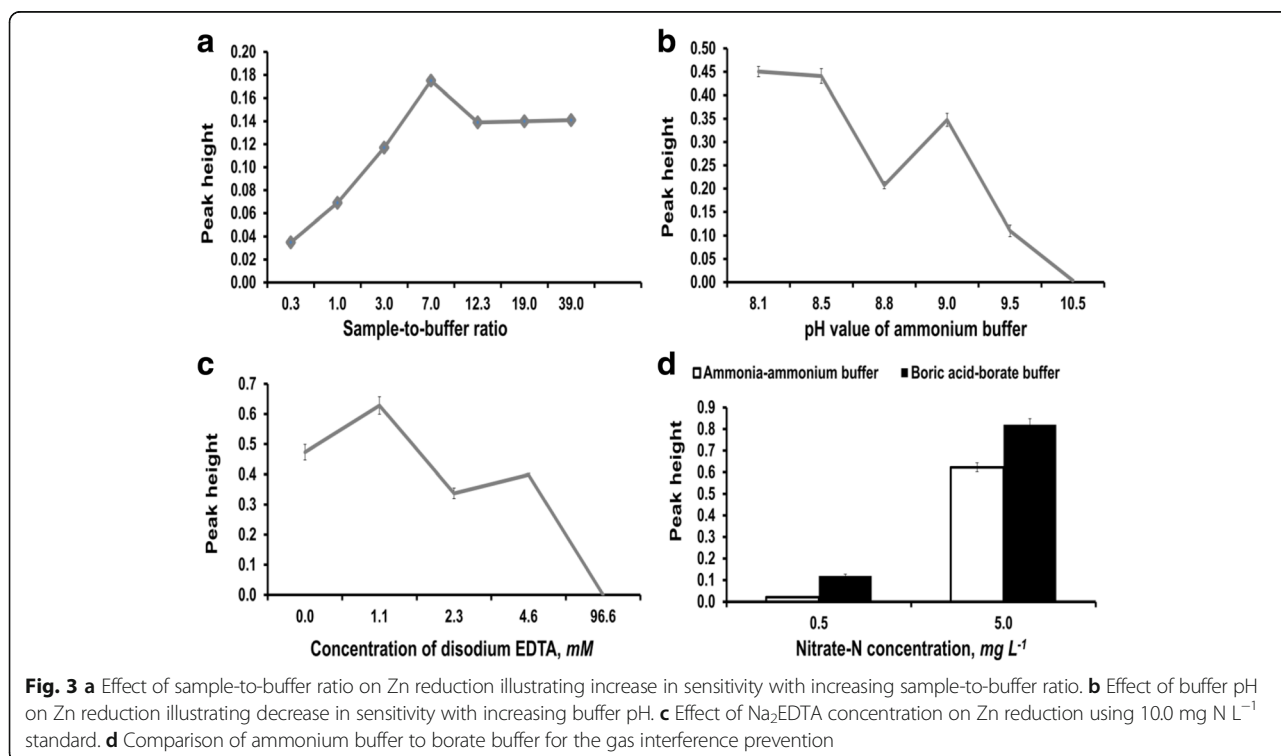 a
b
0.20
0.18
0.16
0.14
0.12
0.10
0.08
0.06
0.04
0.02
0.00
Peak height
0.3 1.0 3.0 7.0 12.3 19.0 39.0
Sample-to-buffer ratio
0.50
0.45
0.40
0.35
0.30
0.25
0.20
0.15
0.10
0.05
0.00
Peak height
8.1 8.5 8.8 9.0 9.5 10.5
pH value of ammonium buffer
c
0.7
0.6
0.5
0.4
0.3
0.2
0.1
0.0
Peak height
0.0 1.1 2.3 4.6 96.6
Concentration of disodium EDTA, mM
d
Ammonia-ammonium buffer Boric acid-borate buffer
0.9
0.8
0.7
0.6
0.5
0.4
0.3
0.2
0.1
0.0
Peak height
0.5 5.0
Nitrate-N concentration, mg L⁻¹
Fig. 3 a Effect of sample-to-buffer ratio on Zn reduction illustrating increase in sensitivity with increasing sample-to-buffer ratio. b Effect of buffer pH
on Zn reduction illustrating decrease in sensitivity with increasing buffer pH. c Effect of Na₂EDTA concentration on Zn reduction using 10.0 mg N L⁻¹
standard. d Comparison of ammonium buffer to borate buffer for the gas interference prevention